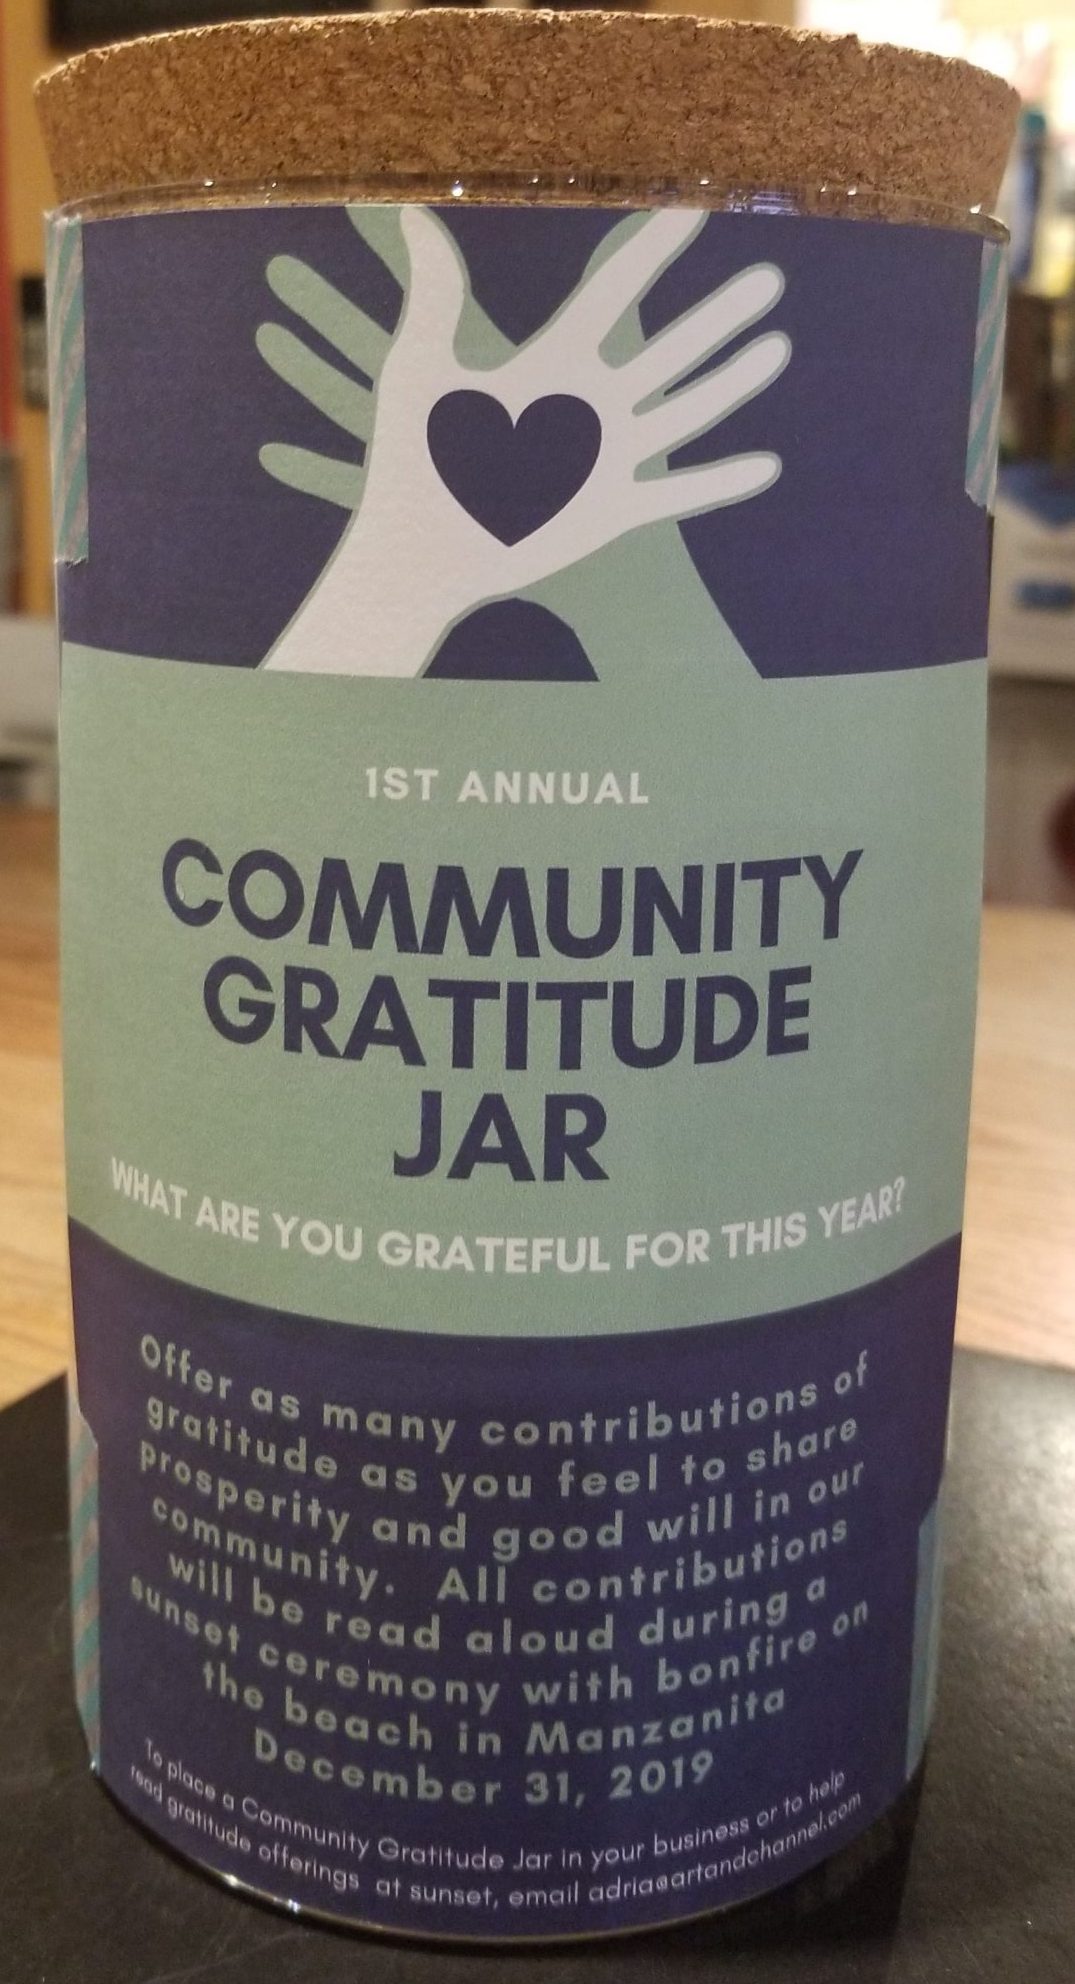 1ST ANNUAL
COMMUNITY
GRATITUDE
JAR
WHAT ARE YOU GRATEFUL FOR THIS YEAR?
Offer as many contributions of
gratitude as you feel to share
prosperity and good will in our
community. All contributions
will be read aloud during a
sunset ceremony with bonfire on
the beach in Manzanita
December 31, 2019
To place a Community Gratitude Jar in your business or to help
read gratitude offerings at sunset, email adria@artandchannel.com